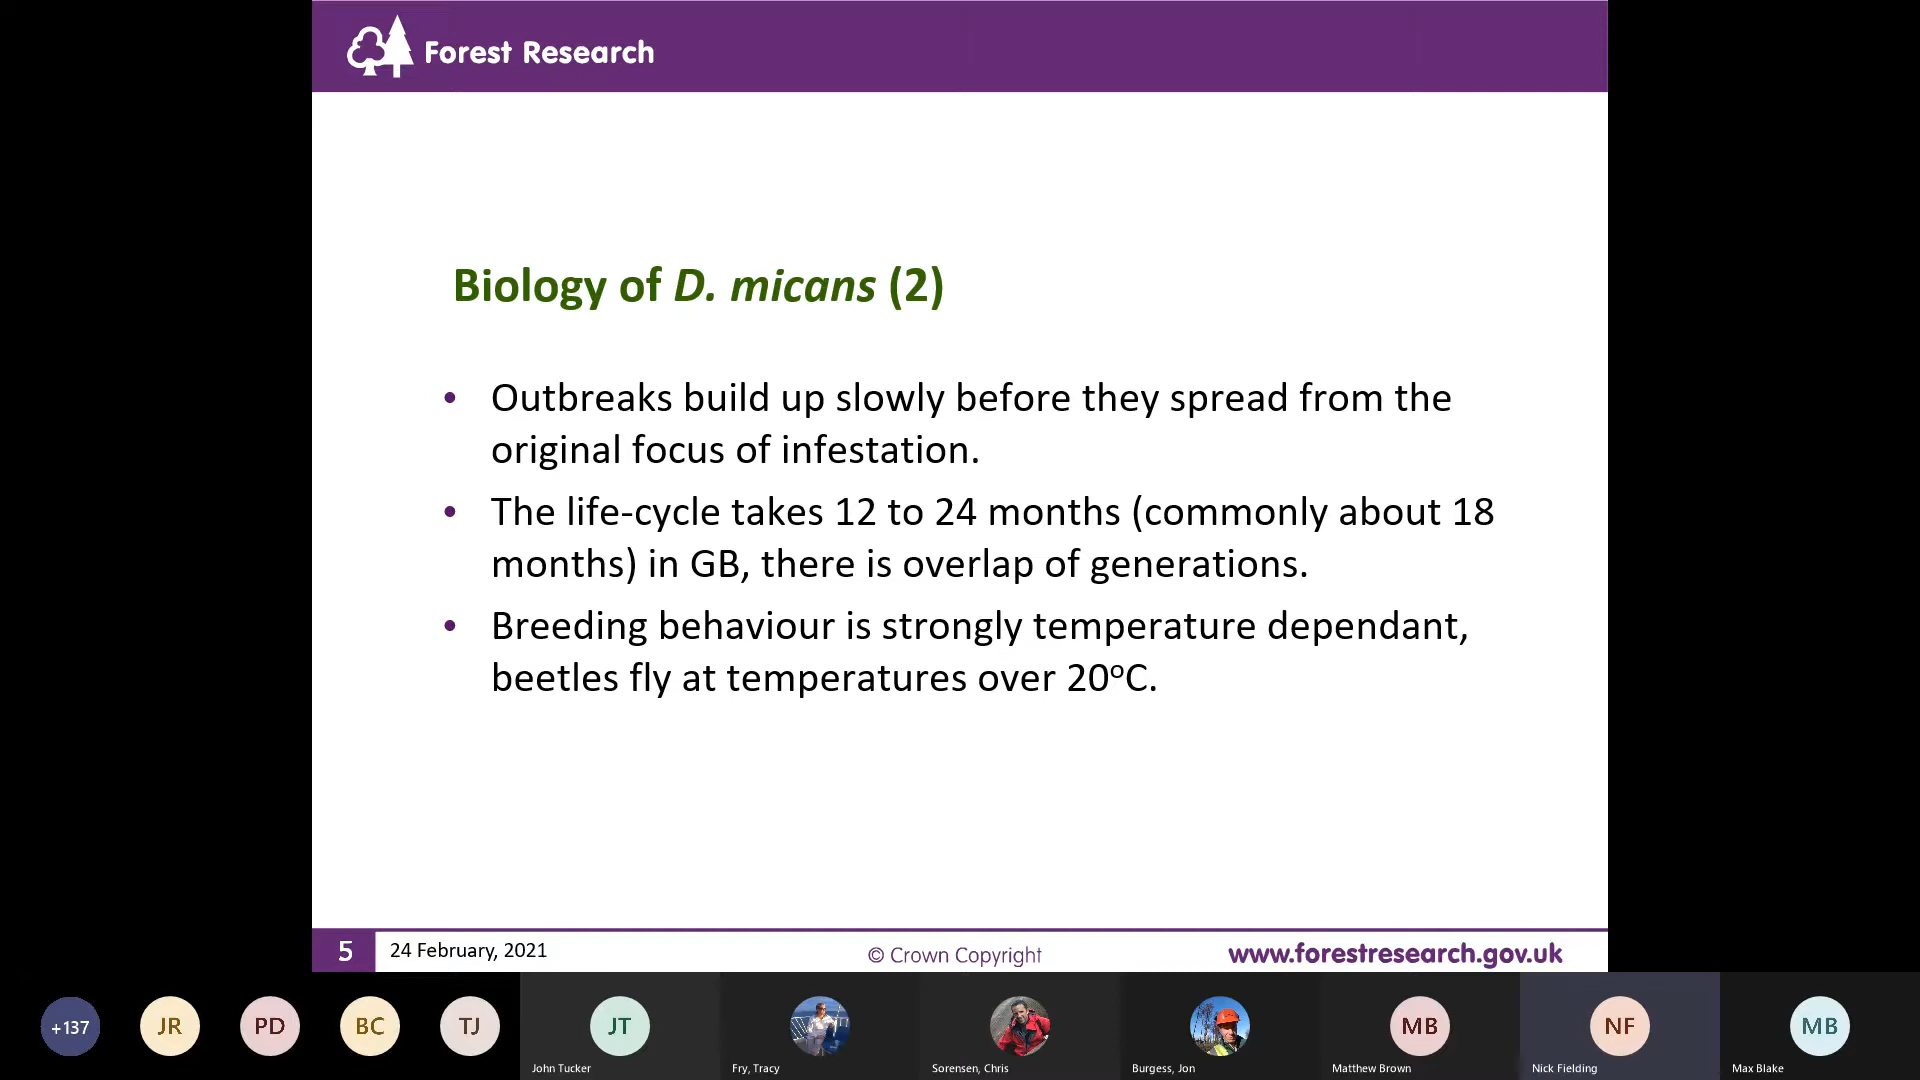 Forest Research
Biology of D. micans (2)
• Outbreaks build up slowly before they spread from the
original focus of infestation.
• The life-cycle takes 12 to 24 months (commonly about 18
months) in GB, there is overlap of generations.
• Breeding behaviour is strongly temperature dependant,
beetles fly at temperatures over 20ºC.
5 24 February, 2021 © Crown Copyright www.forestresearch.gov.uk
+137 JR PD BC TJ JT MB NF MB
John Tucker Fry, Tracy Sorensen, Chris Burgess, Jon Matthew Brown Nick Fielding Max Blake